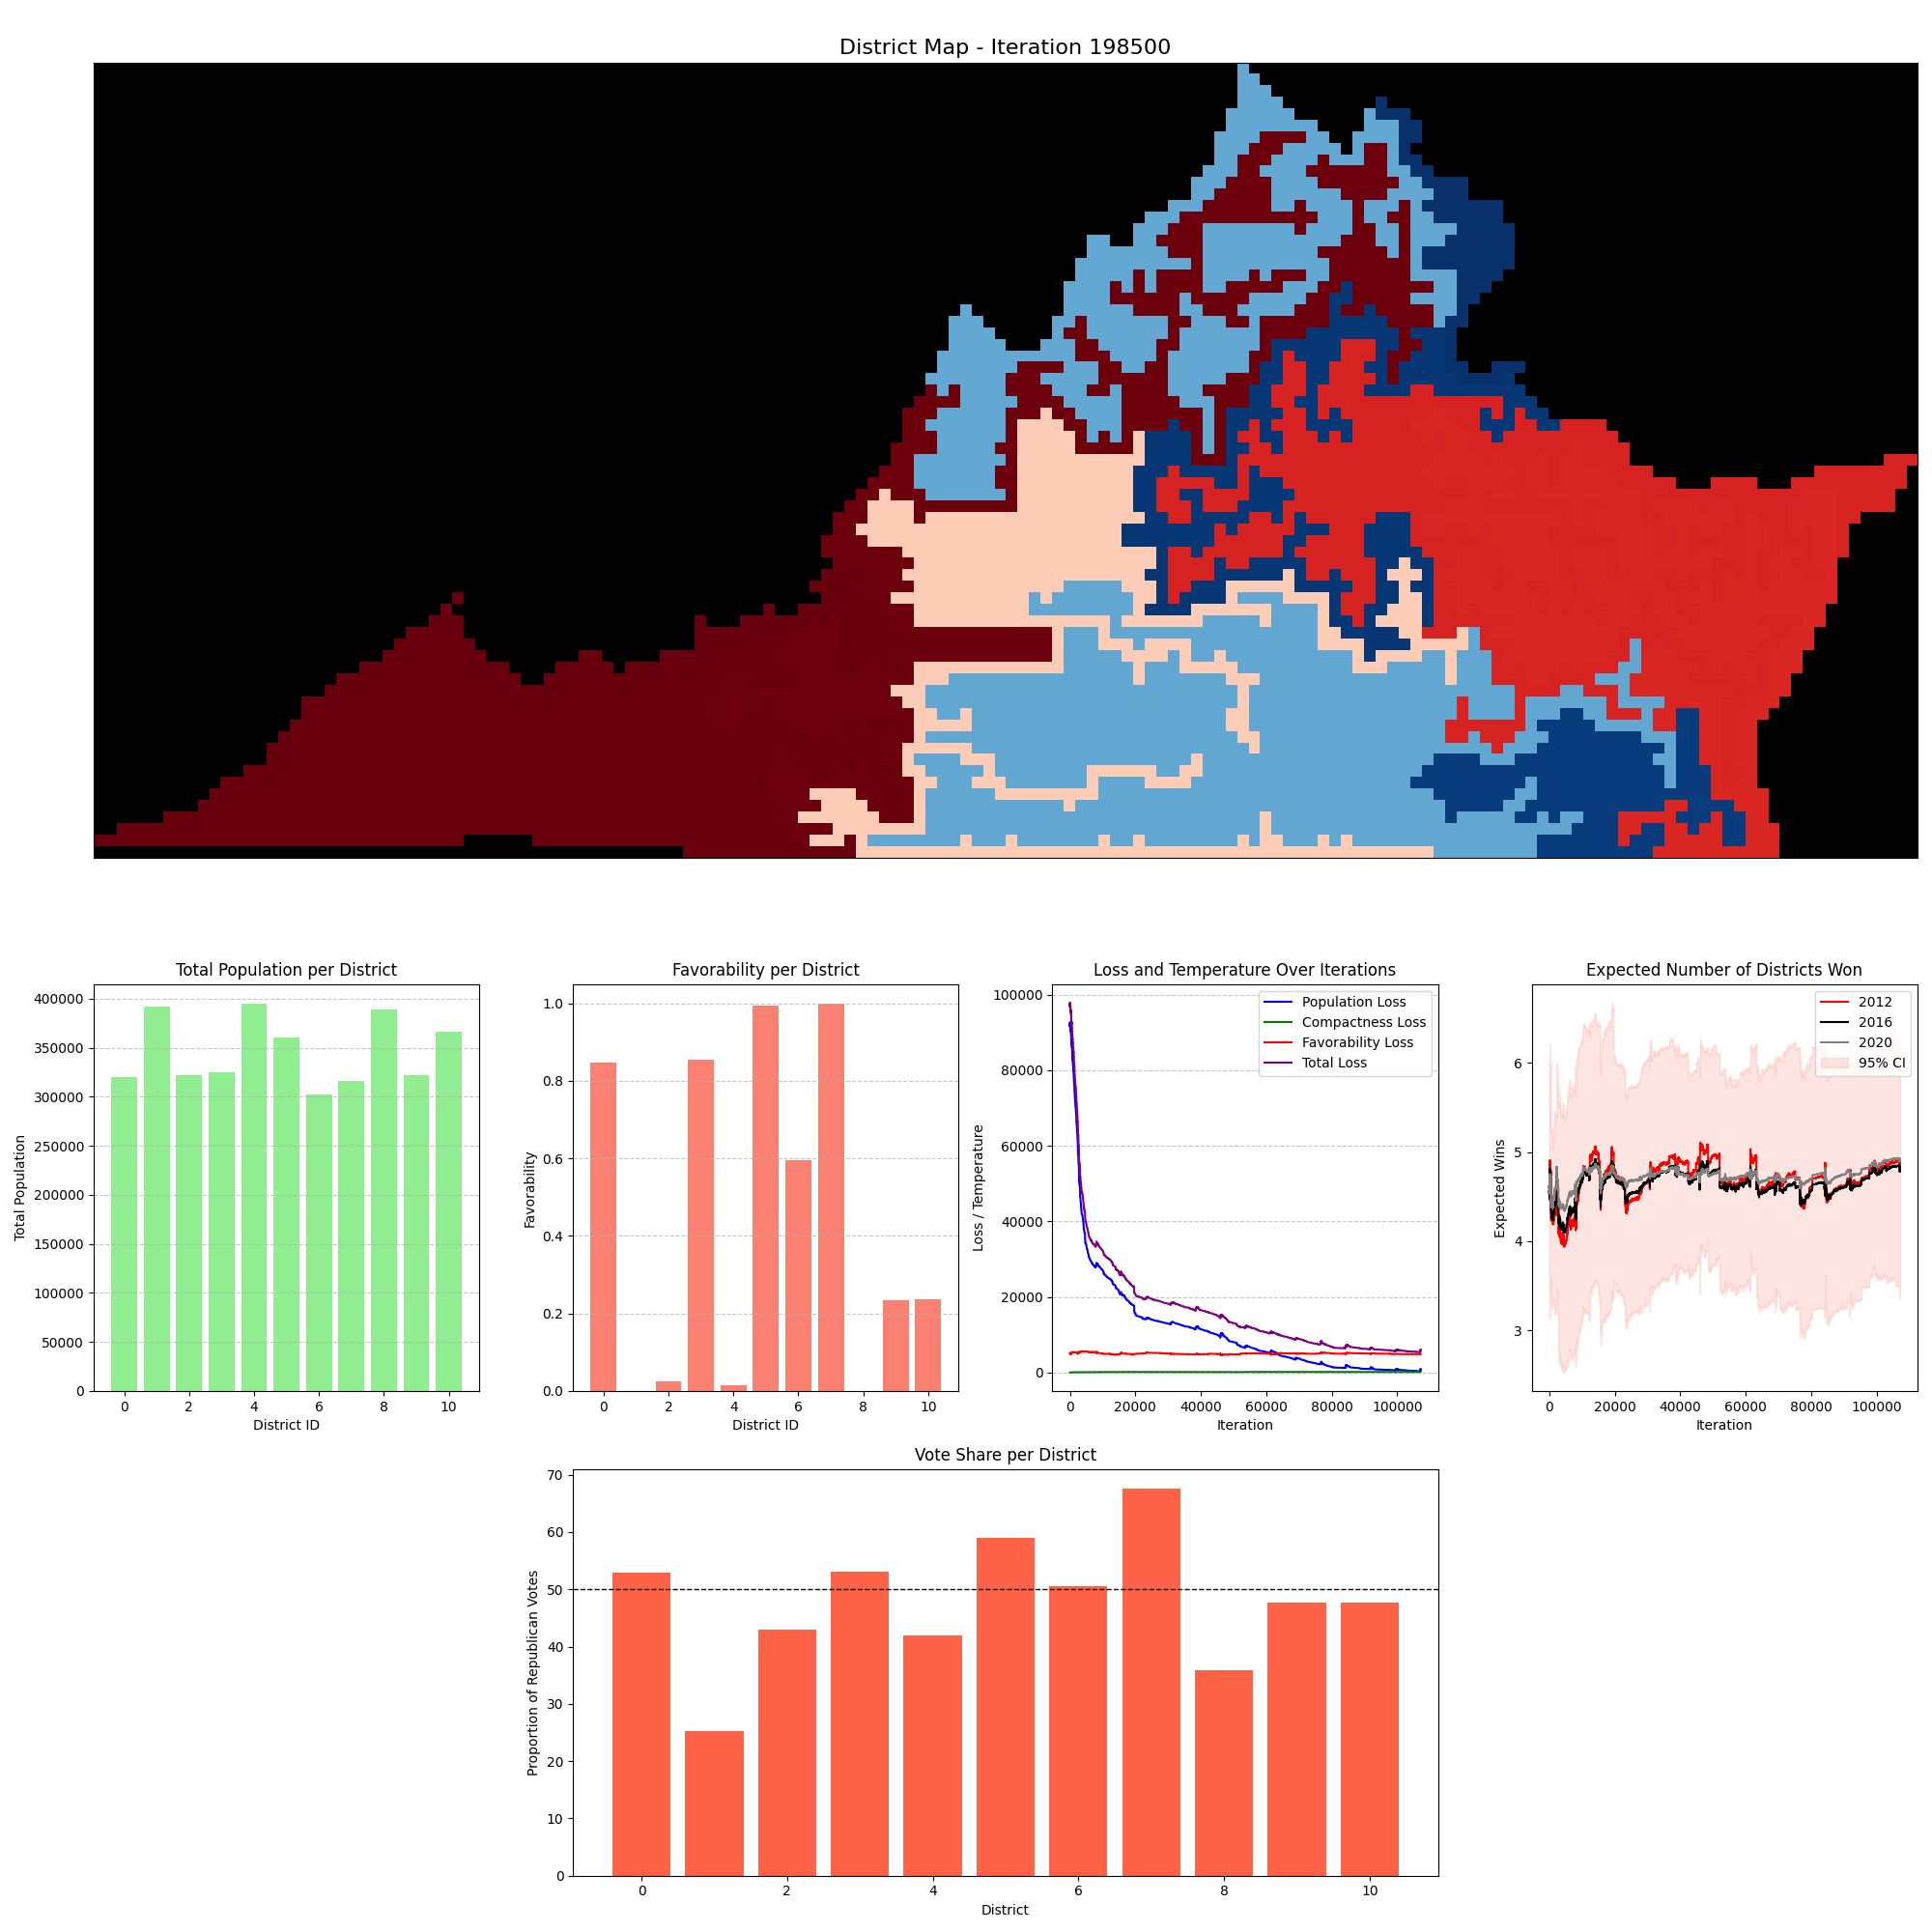 District Map - Iteration 198500
Total Population per District
Total Population
400000
350000
300000
250000
200000
150000
100000
50000
0
0 2 4 6 8 10
District ID
Favorability per District
Favorability
1.0
0.8
0.6
0.4
0.2
0.0
0 2 4 6 8 10
District ID
Loss and Temperature Over Iterations
Loss / Temperature
100000
80000
60000
40000
20000
0
Population Loss
Compactness Loss
Favorability Loss
Total Loss
0 20000 40000 60000 80000 100000
Iteration
Expected Number of Districts Won
Expected Wins
6
5
4
3
2012
2016
2020
95% CI
0 20000 40000 60000 80000 100000
Iteration
Vote Share per District
Proportion of Republican Votes
70
60
50
40
30
20
10
0
0 2 4 6 8 10
District